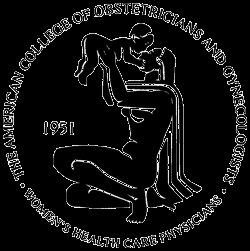 · THE AMERICAN COLLEGE OF OBSTETRICIANS AND GYNECOLOGISTS ·
1951
WOMEN'S HEALTH CARE PHYSICIANS